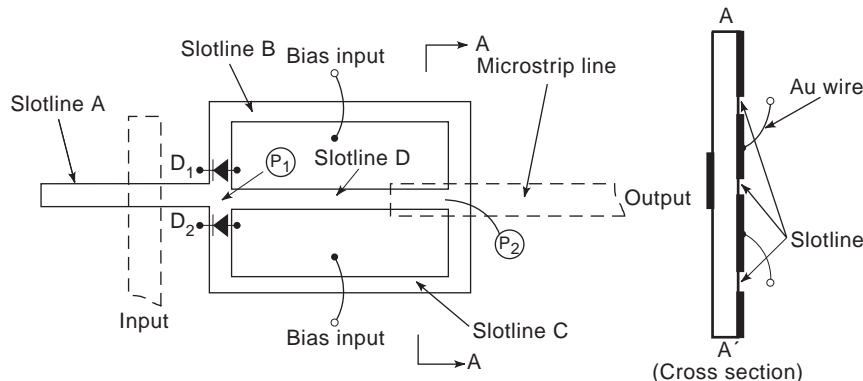 Slotline B
A
Bias input
Microstrip line
Slotline A
D1
P1
Slotline D
D2
Output
P2
Input
Bias input
Slotline C
A
A
Au wire
Slotline
A´
(Cross section)